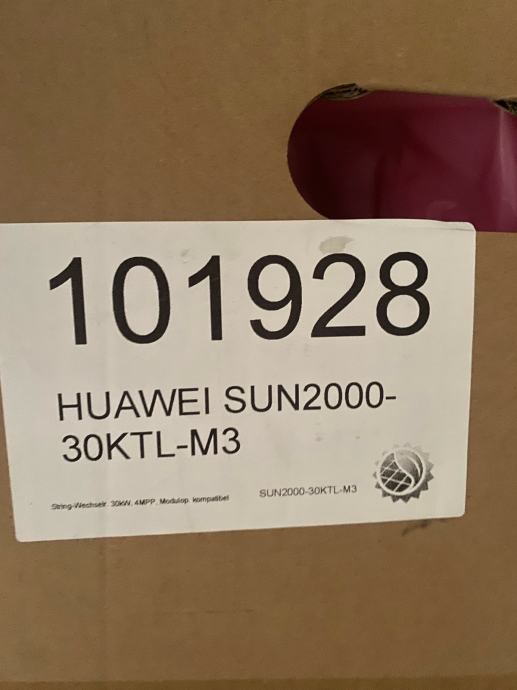 101928
HUAWEI SUN2000-
30KTL-M3
String-Wechselr. 30kW, 4MPP, Modulop. kompatibel
SUN2000-30KTL-M3